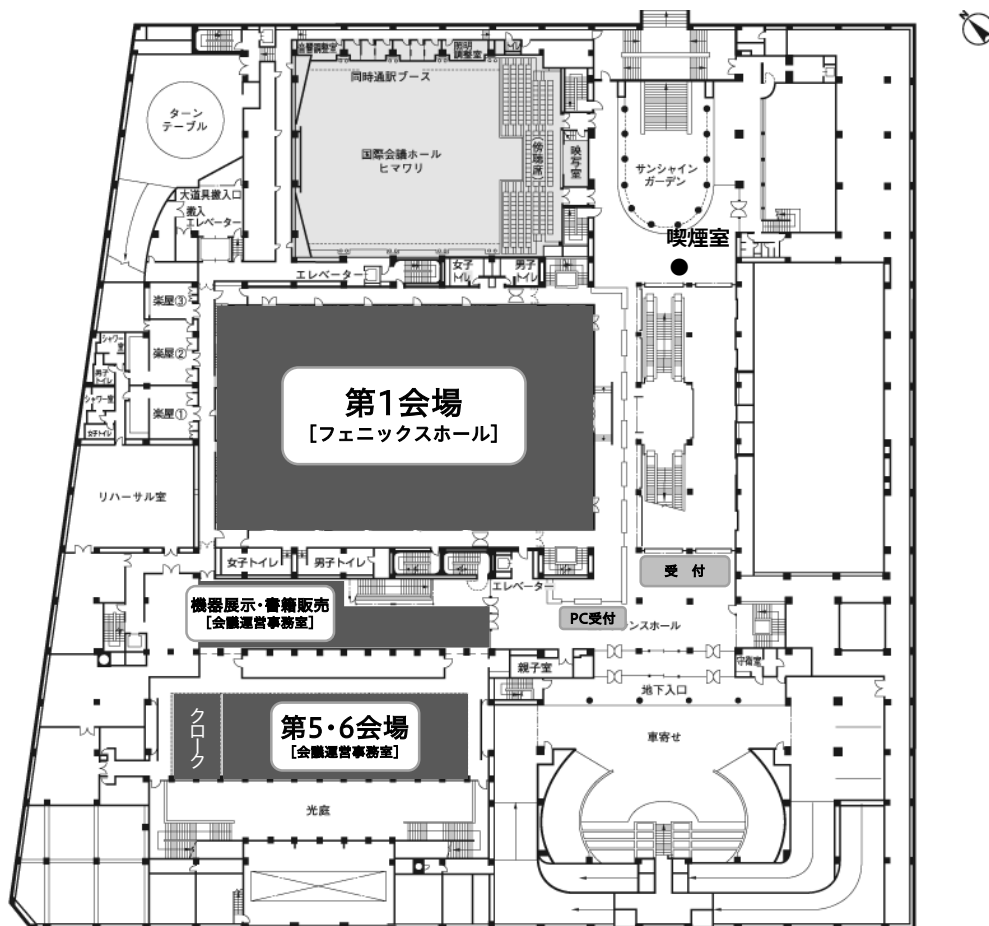 N
音響調整室
照明
調整室
トイレ
同時通訳ブース
ターン
テーブル
国際会議ホール
ヒマワリ
(傍聴席)
映写室
サンシャイン
ガーデン
大道具搬入口
搬入
エレベーター
喫煙室
エレベーター
女子
トイレ
男子
トイレ
楽屋③
シャワー
室
楽屋②
男子
トイレ
シャワー室
楽屋①
女子トイレ
第1会場
[フェニックスホール]
リハーサル室
女子トイレ
男子トイレ
エレベーター
受　付
機器展示・書籍販売
[会議運営事務室]
PC受付
ンスホール
親子室
守衛室
地下入口
クローク
第5・6会場
[会議運営事務室]
車寄せ
光庭